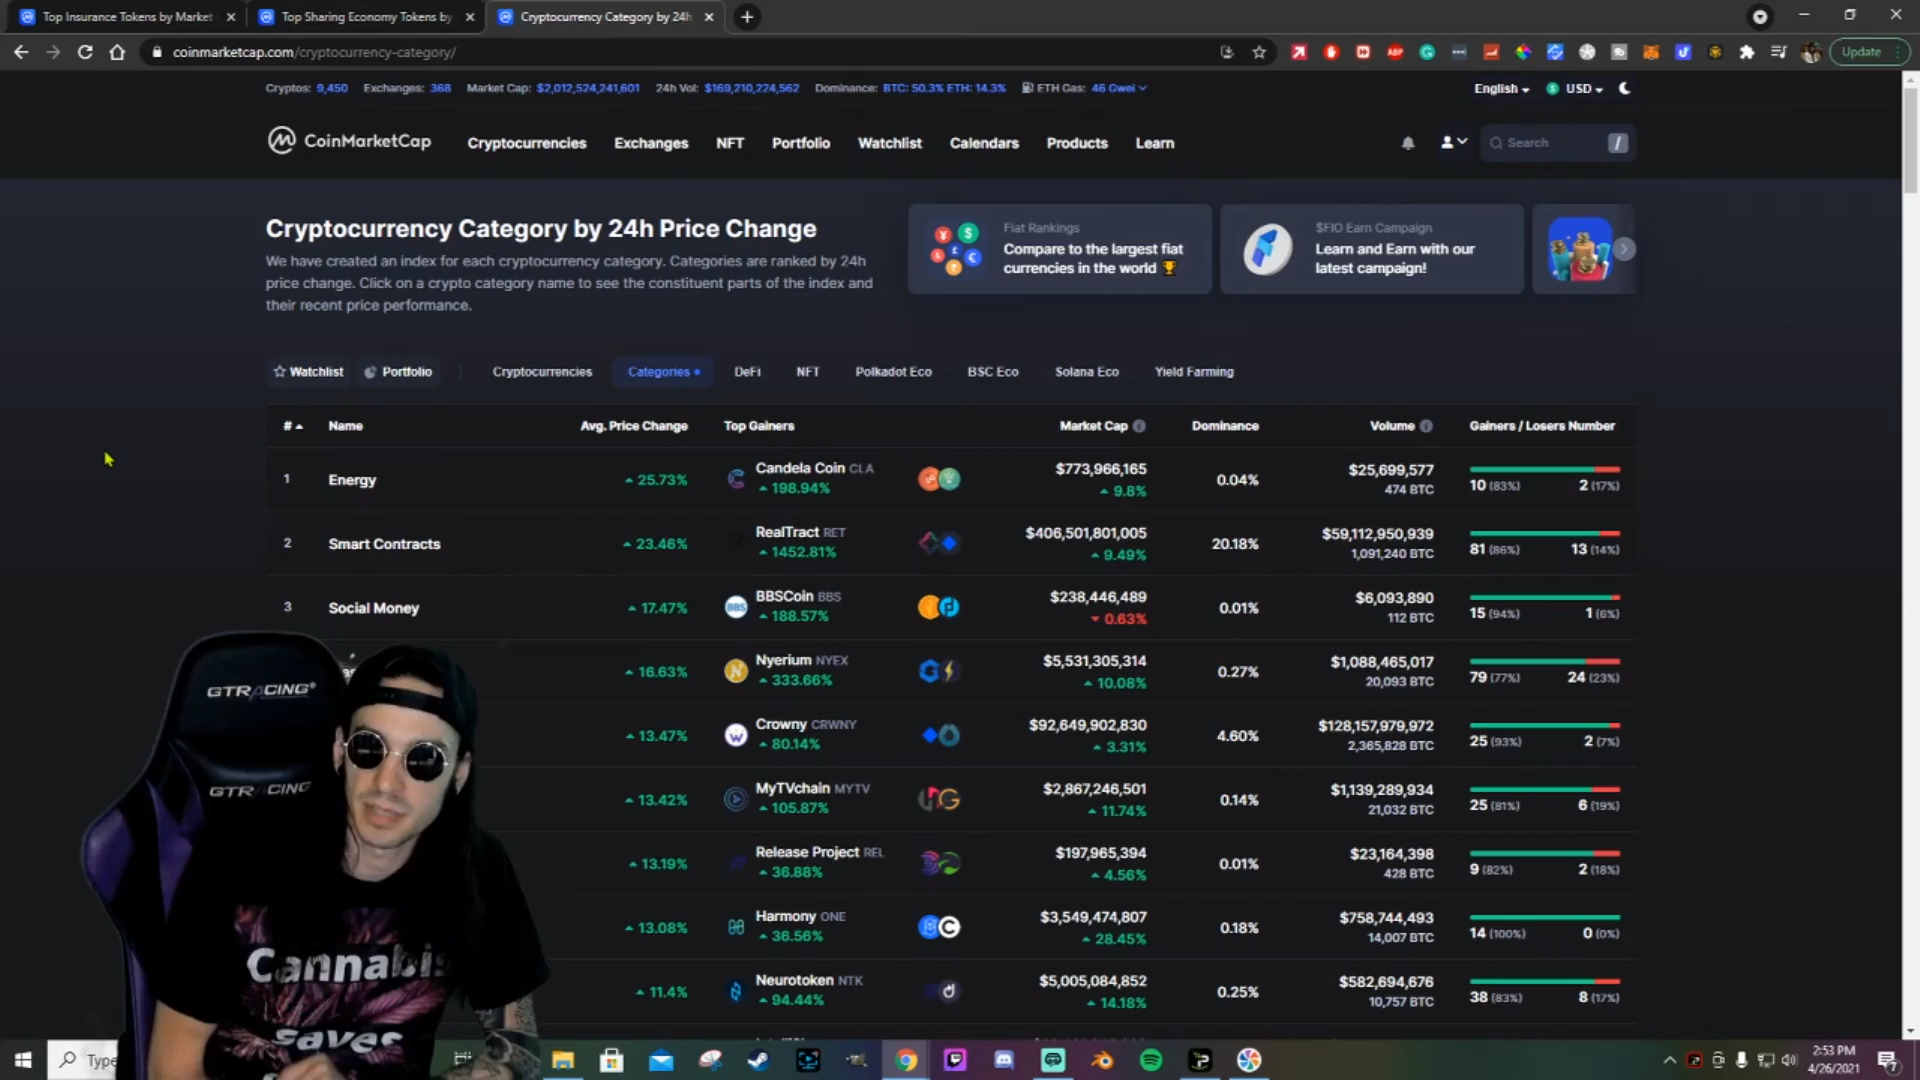 Top Insurance Tokens by Market
Top Sharing Economy Tokens by
Cryptocurrency Category by 24h
coinmarketcap.com/cryptocurrency-category/
Update
Cryptos: 9,450 Exchanges: 368 Market Cap: $2,012,524,241,601 24h Vol: $169,210,224,562 Dominance: BTC: 50.3% ETH: 14.3% ETH Gas: 46 Gwei
English USD
CoinMarketCap Cryptocurrencies Exchanges NFT Portfolio Watchlist Calendars Products Learn Search /
Cryptocurrency Category by 24h Price Change
We have created an index for each cryptocurrency category. Categories are ranked by 24h
price change. Click on a crypto category name to see the constituent parts of the index and
their recent price performance.
Fiat Rankings
Compare to the largest fiat
currencies in the world
$FIO Earn Campaign
Learn and Earn with our
latest campaign!
Watchlist Portfolio Cryptocurrencies Categories DeFi NFT Polkadot Eco BSC Eco Solana Eco Yield Farming
# Name Avg. Price Change Top Gainers Market Cap Dominance Volume Gainers / Losers Number
1 Energy 25.73% Candela Coin CLA 198.94% $773,966,165 9.8% 0.04% $25,699,577 474 BTC 10 (83%) 2 (17%)
2 Smart Contracts 23.46% RealTract RET 1452.81% $406,501,801,005 9.49% 20.18% $59,112,950,939 1,091,240 BTC 81 (86%) 13 (14%)
3 Social Money 17.47% BBSCoin BBS 188.57% $238,446,489 0.63% 0.01% $6,093,890 112 BTC 15 (94%) 1 (6%)
16.63% Nyerium NYEX 333.66% $5,531,305,314 10.08% 0.27% $1,088,465,017 20,093 BTC 79 (77%) 24 (23%)
13.47% Crowny CRWNY 80.14% $92,649,902,830 3.31% 4.60% $128,157,979,972 2,365,828 BTC 25 (93%) 2 (7%)
13.42% MyTVchain MYTV 105.87% $2,867,246,501 11.74% 0.14% $1,139,289,934 21,032 BTC 25 (81%) 6 (19%)
13.19% Release Project REL 36.88% $197,965,394 4.56% 0.01% $23,164,398 428 BTC 9 (82%) 2 (18%)
13.08% Harmony ONE 36.56% $3,549,474,807 28.45% 0.18% $758,744,493 14,007 BTC 14 (100%) 0 (0%)
11.4% Neurotoken NTK 94.44% $5,005,084,852 14.18% 0.25% $582,694,676 10,757 BTC 38 (83%) 8 (17%)
GTRACING
GTRACING
Cannabis
saves
Type
2:53 PM
4/26/2021